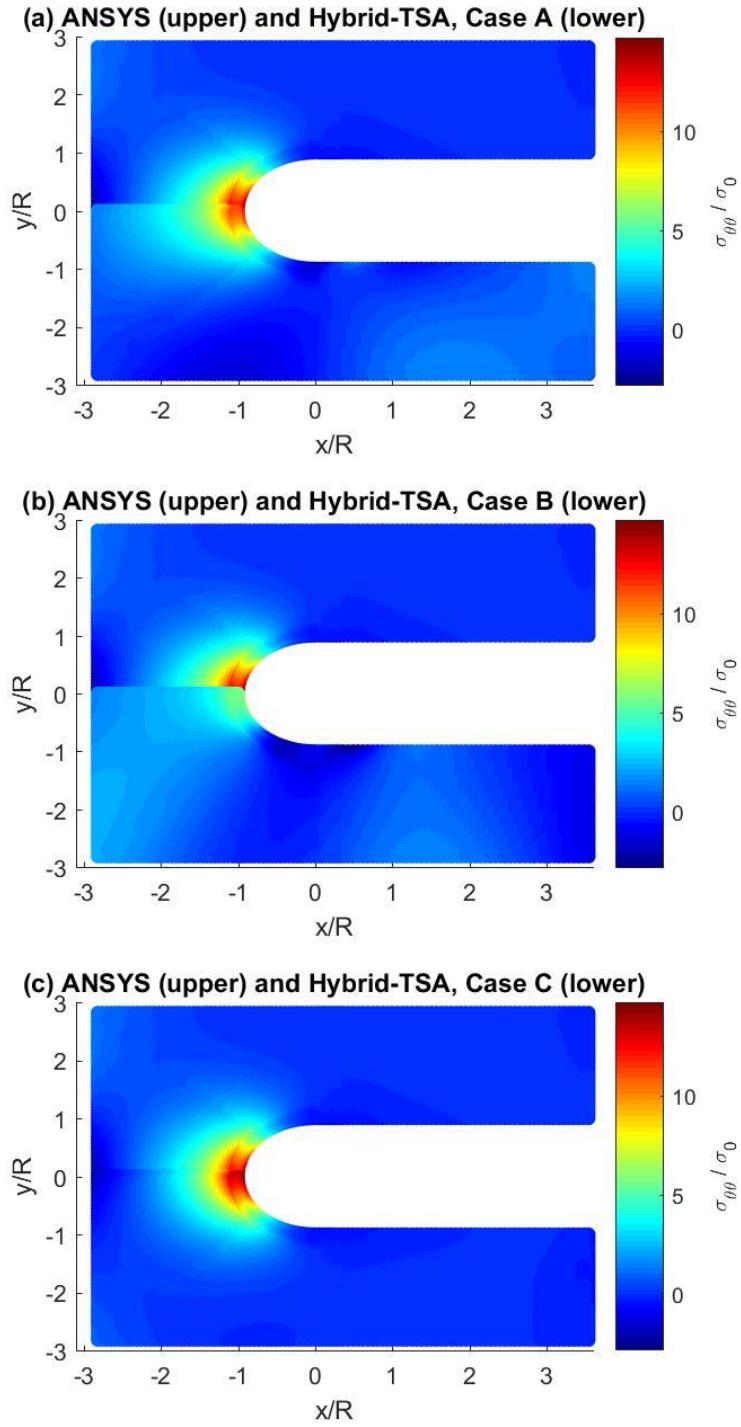 (a) ANSYS (upper) and Hybrid-TSA, Case A (lower)
3
2
1
0
-1
-2
-3
y/R
-3 -2 -1 0 1 2 3
x/R
10
5
0
σθθ / σ0
(b) ANSYS (upper) and Hybrid-TSA, Case B (lower)
3
2
1
0
-1
-2
-3
y/R
-3 -2 -1 0 1 2 3
x/R
10
5
0
σθθ / σ0
(c) ANSYS (upper) and Hybrid-TSA, Case C (lower)
3
2
1
0
-1
-2
-3
y/R
-3 -2 -1 0 1 2 3
x/R
10
5
0
σθθ / σ0